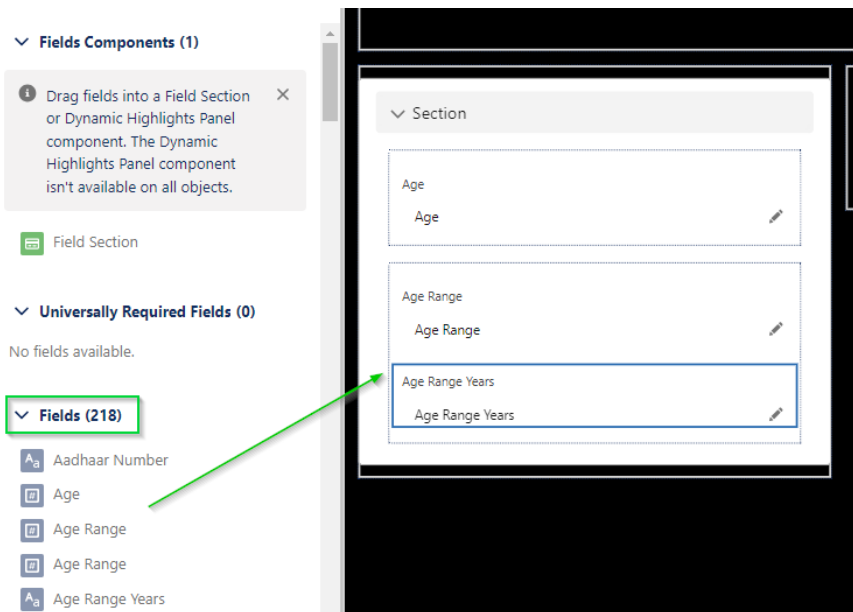 Fields Components (1)
Drag fields into a Field Section
or Dynamic Highlights Panel
component. The Dynamic
Highlights Panel component
isn't available on all objects.
Field Section
Universally Required Fields (0)
No fields available.
Fields (218)
Aa Aadhaar Number
# Age
# Age Range
# Age Range
Aa Age Range Years
Section
Age
Age
Age Range
Age Range
Age Range Years
Age Range Years